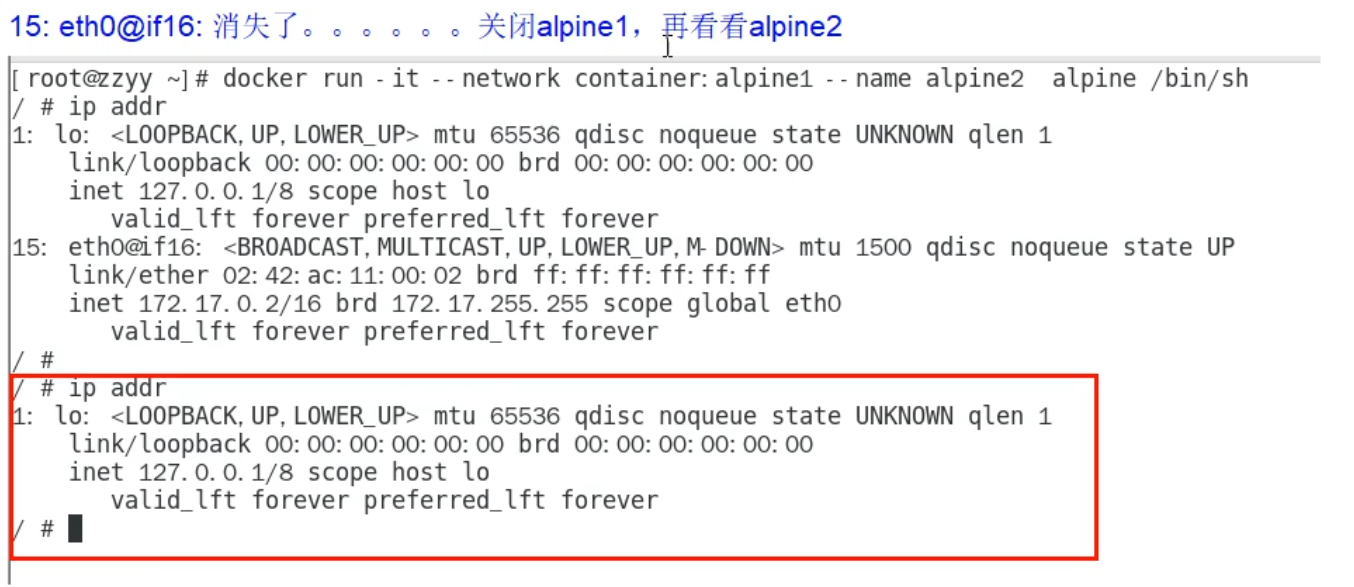 15: eth0@if16: 消失了。。。。。。关闭alpine1，再看看alpine2
[root@zzyy ~]# docker run -it --network container:alpine1 --name alpine2  alpine /bin/sh
/ # ip addr
1: lo: <LOOPBACK,UP,LOWER_UP> mtu 65536 qdisc noqueue state UNKNOWN qlen 1
    link/loopback 00:00:00:00:00:00 brd 00:00:00:00:00:00
    inet 127.0.0.1/8 scope host lo
       valid_lft forever preferred_lft forever
15: eth0@if16: <BROADCAST,MULTICAST,UP,LOWER_UP,M-DOWN> mtu 1500 qdisc noqueue state UP
    link/ether 02:42:ac:11:00:02 brd ff:ff:ff:ff:ff:ff
    inet 172.17.0.2/16 brd 172.17.255.255 scope global eth0
       valid_lft forever preferred_lft forever
/ #
/ # ip addr
1: lo: <LOOPBACK,UP,LOWER_UP> mtu 65536 qdisc noqueue state UNKNOWN qlen 1
    link/loopback 00:00:00:00:00:00 brd 00:00:00:00:00:00
    inet 127.0.0.1/8 scope host lo
       valid_lft forever preferred_lft forever
/ #